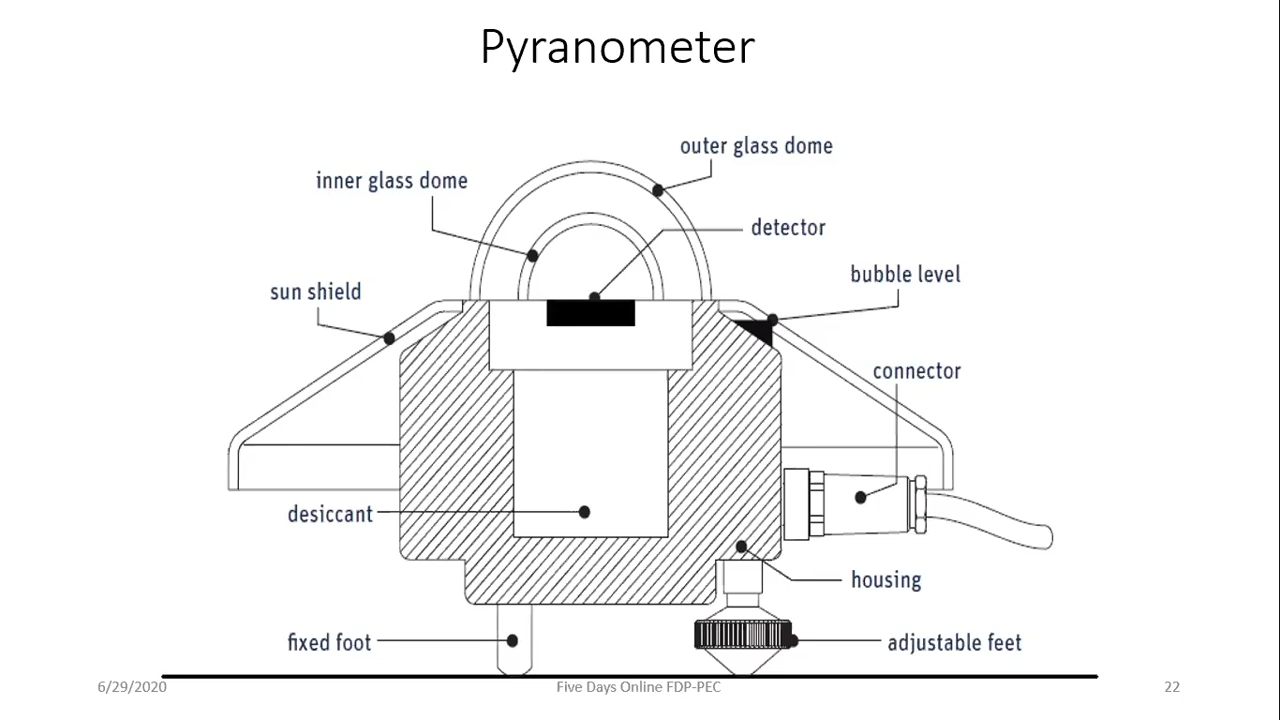 Pyranometer
outer glass dome
inner glass dome
detector
bubble level
sun shield
connector
desiccant
housing
fixed foot
adjustable feet
6/29/2020
Five Days Online FDP-PEC
22